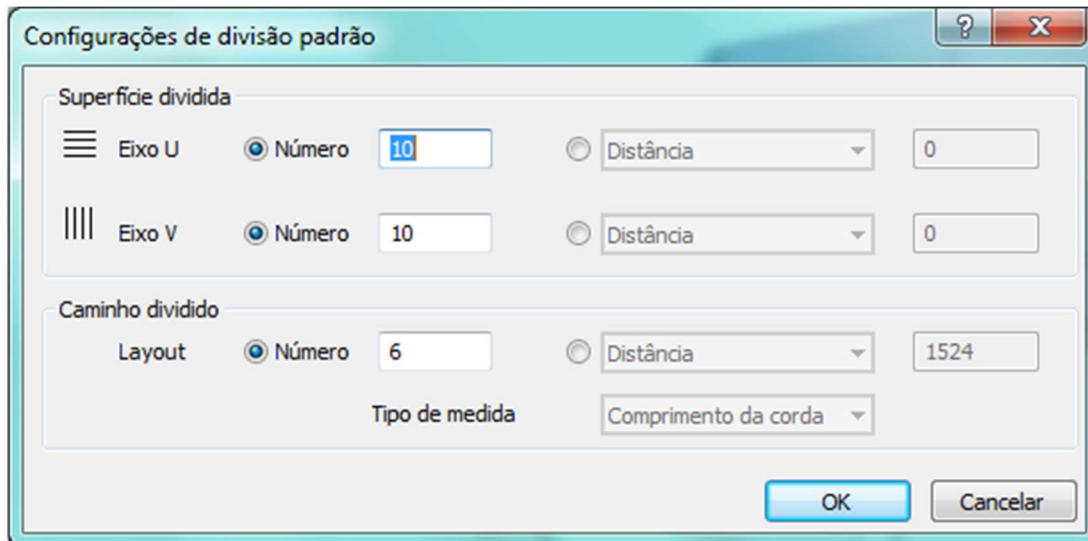 Configurações de divisão padrão
?
Superfície dividida
Eixo U Número 10 Distância 0
Eixo V Número 10 Distância 0
Caminho dividido
Layout Número 6 Distância 1524
Tipo de medida Comprimento da corda
OK Cancelar